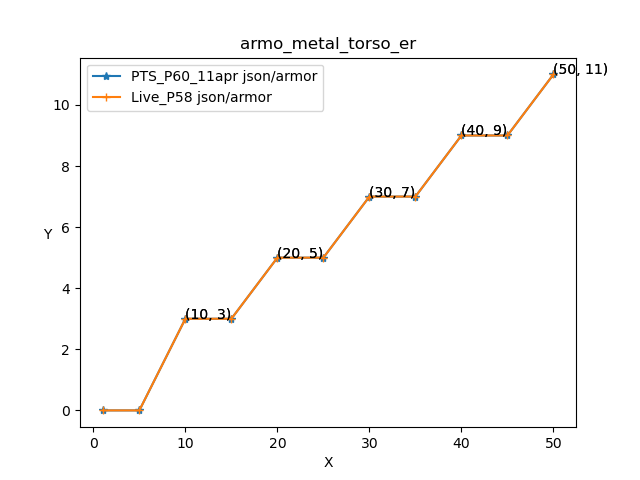 armo_metal_torso_er
PTS_P60_11apr json/armor
Live_P58 json/armor
(50, 11)
(40, 9)
(30, 7)
(20, 5)
(10, 3)
Y
10
8
6
4
2
0
0 10 20 30 40 50
X